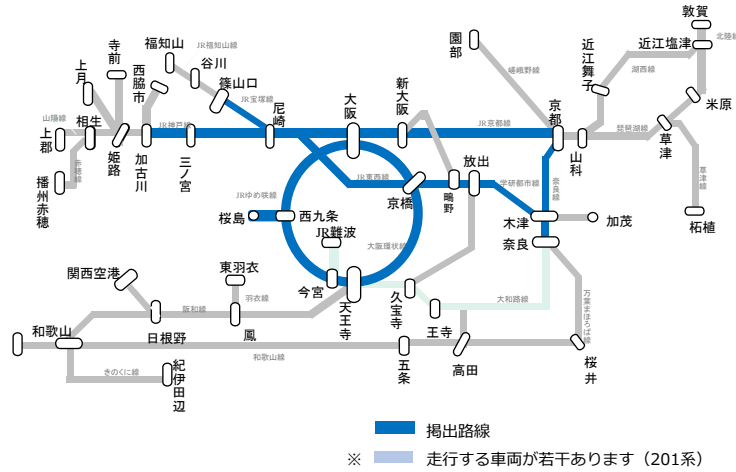 敦賀
北陸線
近江塩津
園部
嵯峨野線
近江舞子
湖西線
米原
福知山
JR福知山線
谷川
寺前
上月
西脇市
篠山口
JR宝塚線
尼崎
大阪
新大阪
京都
山陽線
相生
JR神戸線
JR京都線
琵琶湖線
草津
上郡
赤穂線
姫路
加古川
三ノ宮
山科
放出
JR東西線
学研都市線
奈良線
草津線
播州赤穂
京橋
鴫野
JRゆめ咲線
桜島
西九条
木津
加茂
柘植
JR難波
大阪環状線
奈良
関西空港
東羽衣
今宮
天王寺
久宝寺
大和路線
万葉まほろば線
阪和線
羽衣線
王寺
和歌山
日根野
鳳
和歌山線
五条
高田
桜井
きのくに線
紀伊田辺
掲出路線
※ 走行する車両が若干あります（201系）